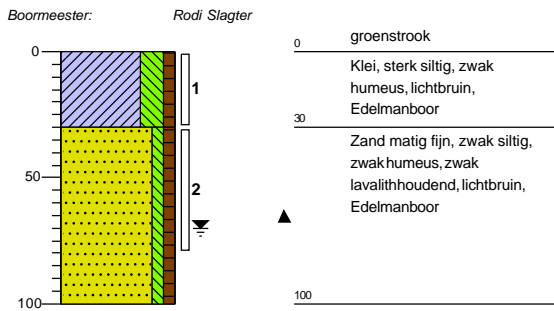 Boormeester: Rodi Slagter
0
50
100
1
2
0 groenstrook
Klei, sterk siltig, zwak
humeus, lichtbruin,
Edelmanboor
30
Zand matig fijn, zwak siltig,
zwak humeus, zwak
lavalithhoudend, lichtbruin,
Edelmanboor
100